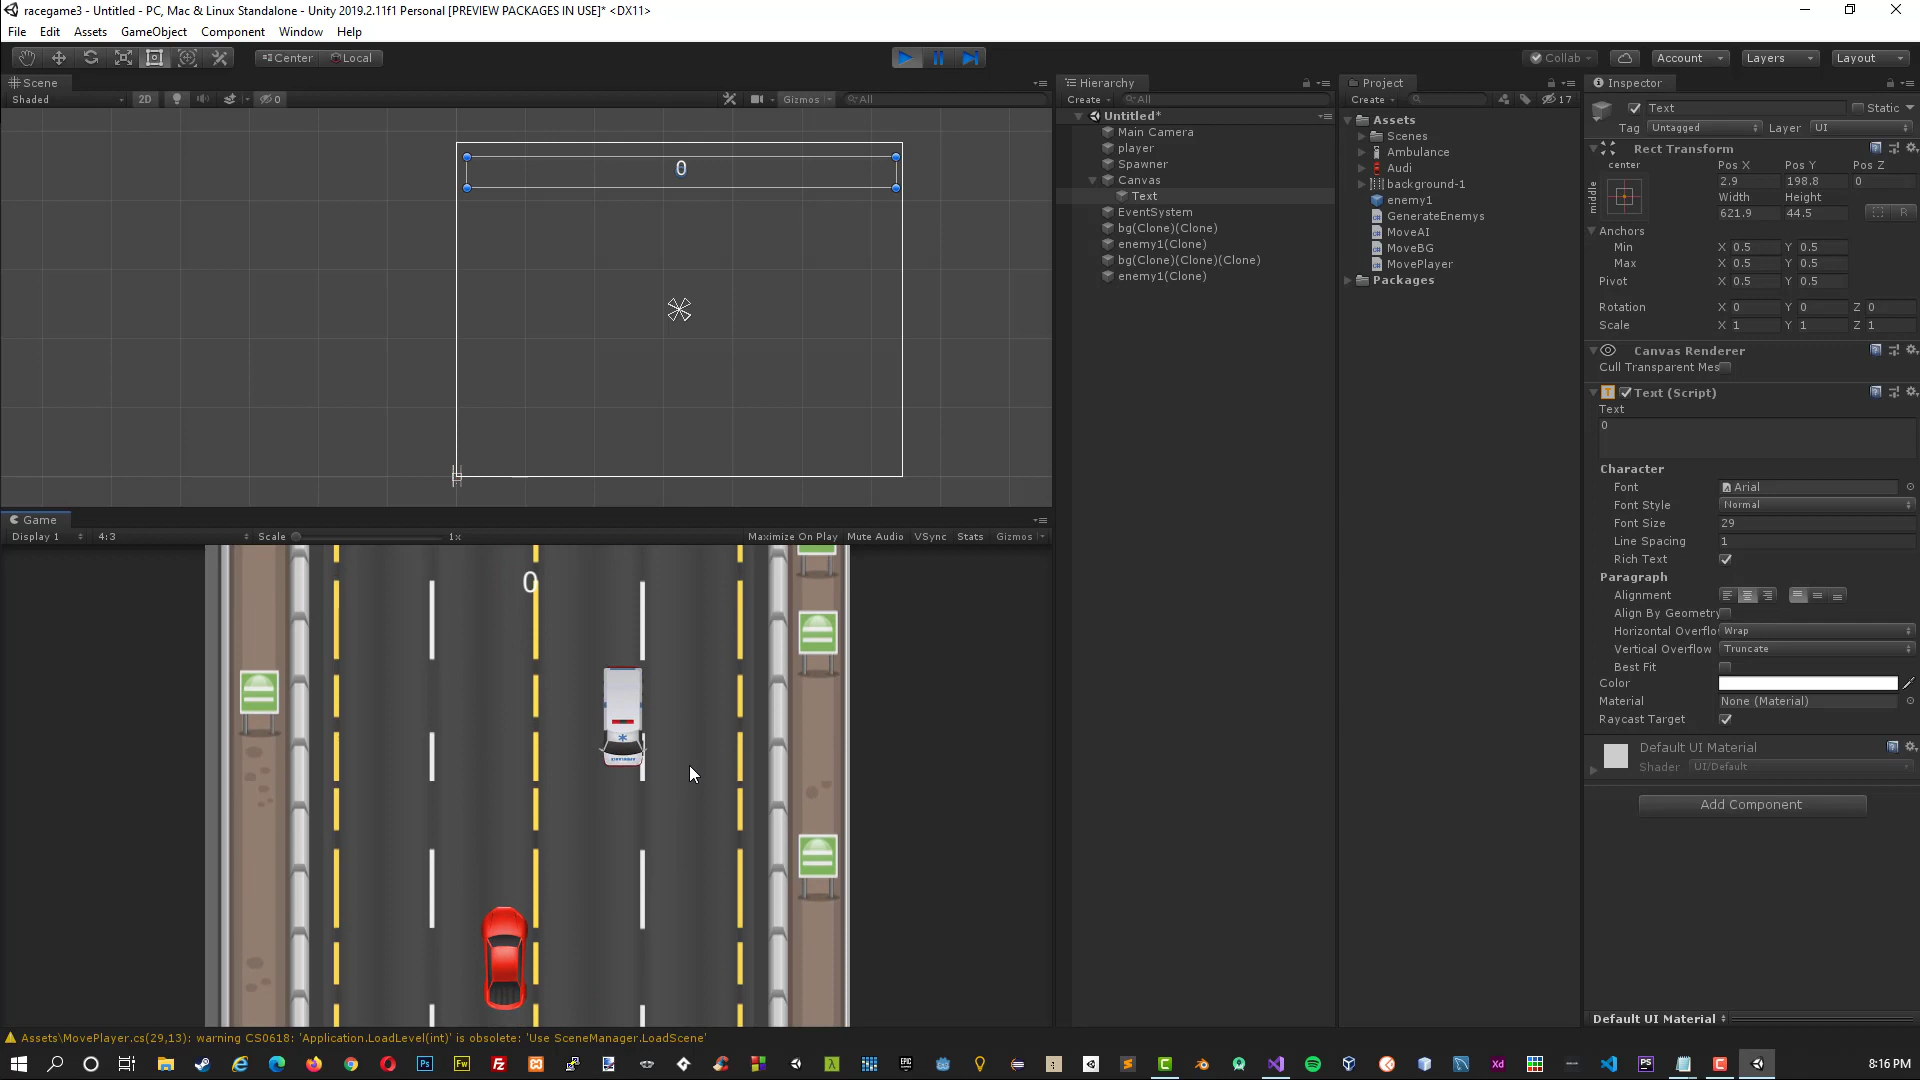 racegame3 - Untitled - PC, Mac & Linux Standalone - Unity 2019.2.11f1 Personal [PREVIEW PACKAGES IN USE]* <DX11>
File Edit Assets GameObject Component Window Help
Center Local Collab Account Layers Layout
Scene
Shaded 2D 0 Gizmos All
0
Game
Display 1 4:3 Scale 1x Maximize On Play Mute Audio VSync Stats Gizmos
0
Hierarchy
Create All
Untitled*
Main Camera
player
Spawner
Canvas
Text
EventSystem
bg(Clone)(Clone)
enemy1(Clone)
bg(Clone)(Clone)(Clone)
enemy1(Clone)
Project
Create 17
Assets
Scenes
Ambulance
Audi
background-1
enemy1
GenerateEnemys
MoveAI
MoveBG
MovePlayer
Packages
Inspector
Text Static
Tag Untagged Layer UI
Rect Transform
center Pos X Pos Y Pos Z
middle
2.9 198.8 0
Width Height
621.9 44.5 R
Anchors
Min X 0.5 Y 0.5
Max X 0.5 Y 0.5
Pivot X 0.5 Y 0.5
Rotation X 0 Y 0 Z 0
Scale X 1 Y 1 Z 1
Canvas Renderer
Cull Transparent Mes
Text (Script)
Text
0
Character
Font Arial
Font Style Normal
Font Size 29
Line Spacing 1
Rich Text
Paragraph
Alignment
Align By Geometry
Horizontal Overflo Wrap
Vertical Overflow Truncate
Best Fit
Color
Material None (Material)
Raycast Target
Default UI Material
Shader UI/Default
Add Component
Default UI Material
Assets\MovePlayer.cs(29,13): warning CS0618: 'Application.LoadLevel(int)' is obsolete: 'Use SceneManager.LoadScene'
8:16 PM